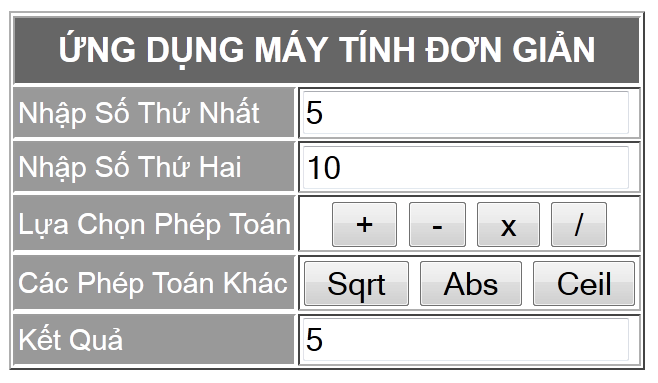 ỨNG DỤNG MÁY TÍNH ĐƠN GIẢN
Nhập Số Thứ Nhất 5
Nhập Số Thứ Hai 10
Lựa Chọn Phép Toán + - x /
Các Phép Toán Khác Sqrt Abs Ceil
Kết Quả 5